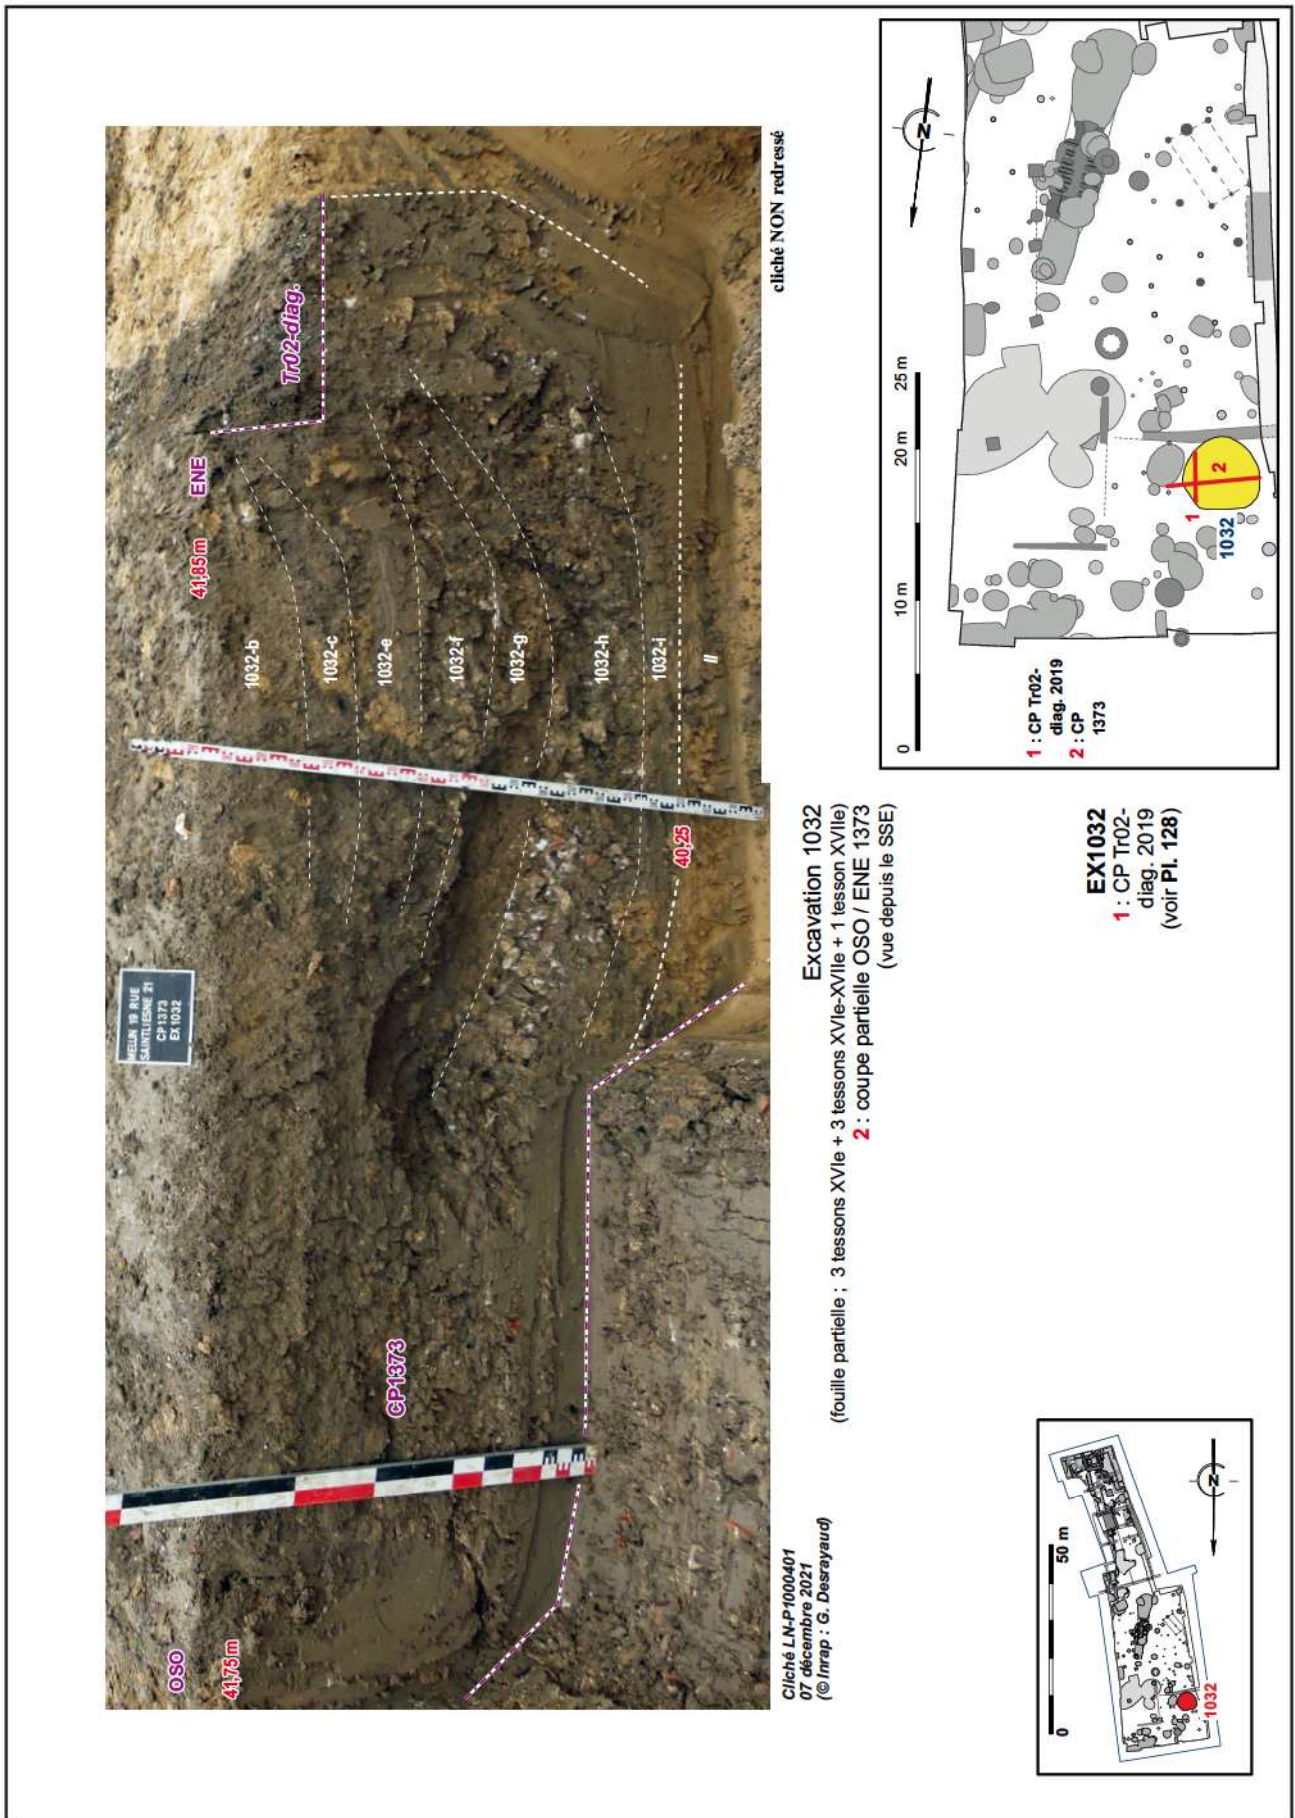 MELUN 19 RUE
SAINT LIESNE 21
CP1373
EX1032
OSO
41,75 m
CP1373
ENE
41,85 m
Tr02-diag.
1032-b
1032-c
1032-e
1032-f
1032-g
1032-h
1032-i
II
40,25
cliché NON redressé
Cliché LN-P1000401
07 décembre 2021
(© Inrap : G. Desrayaud)
Excavation 1032
(fouille partielle ; 3 tessons XVIe + 3 tessons XVIe-XVIIe + 1 tesson XVIIe)
2 : coupe partielle OSO / ENE 1373
(vue depuis le SSE)
EX1032
1 : CP Tr02-
diag. 2019
(voir Pl. 128)
0
50 m
N
1032
0
10 m
20 m
25 m
N
1
2
1032
1 : CP Tr02-
diag. 2019
2 : CP
1373